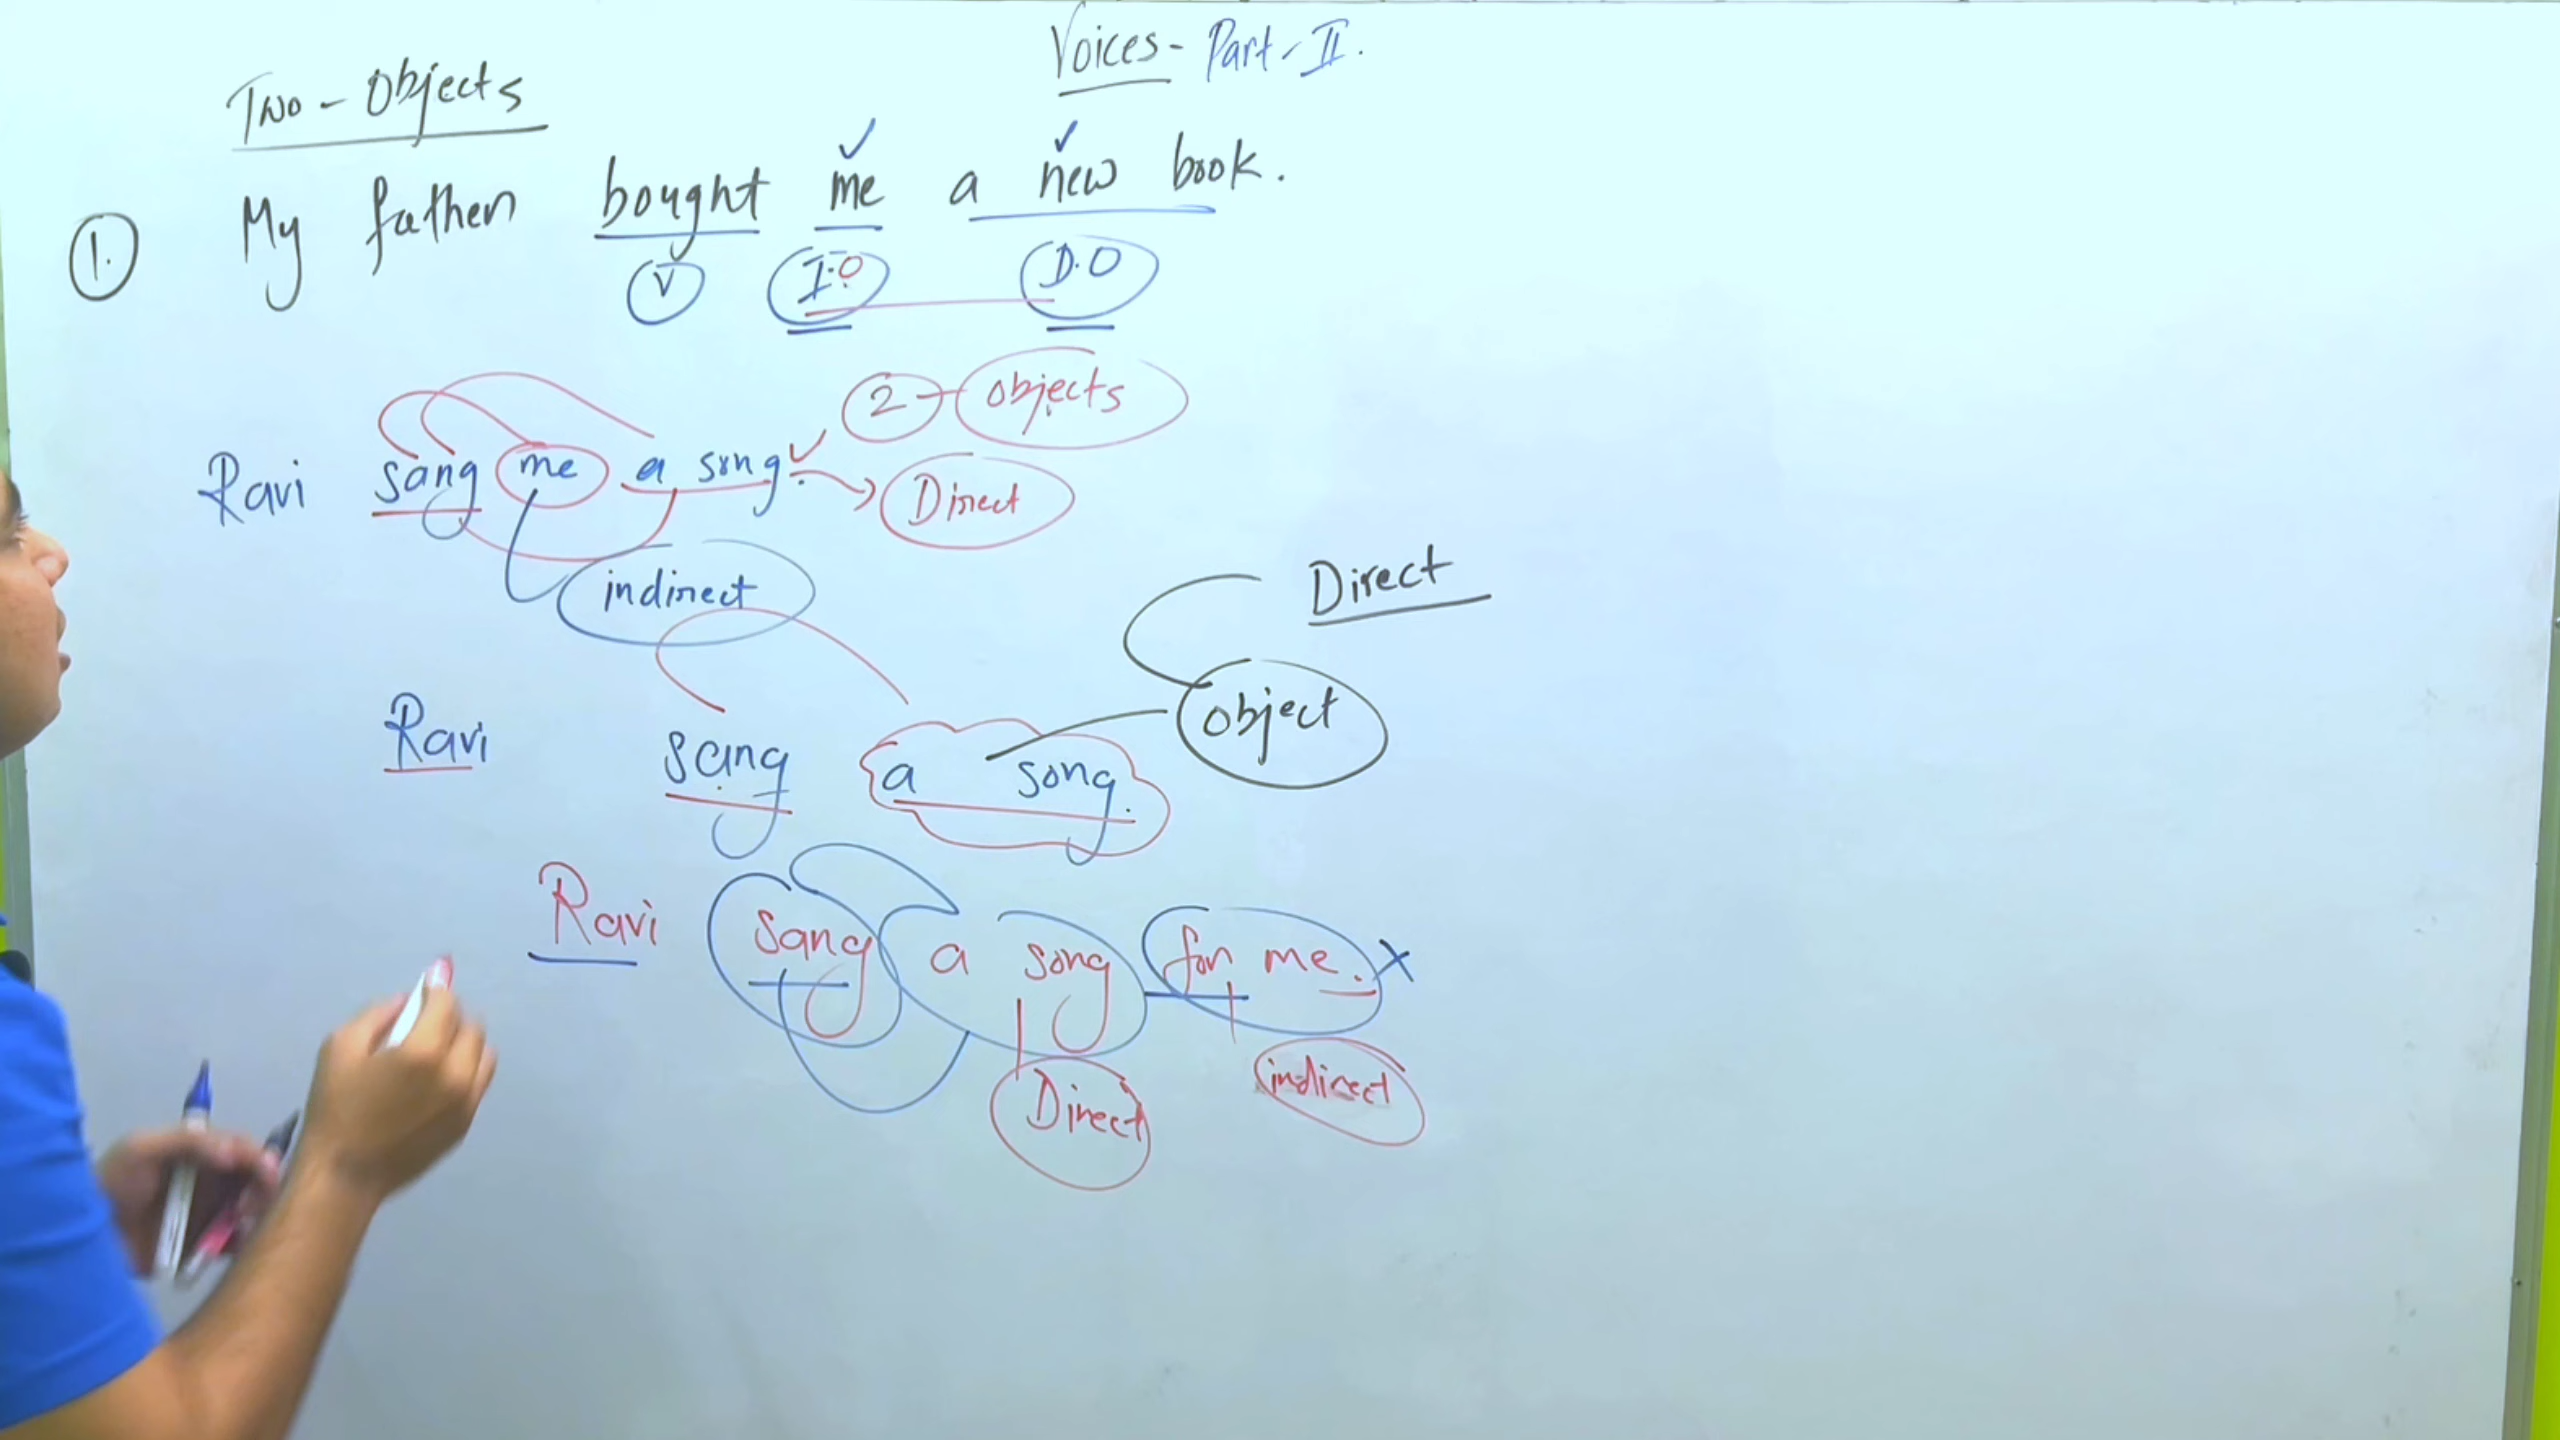 Voices - Part - II.
Two - Objects
1. My father bought me a new book.
V I.O D.O
2 - objects
Ravi sang me a song.
Direct
indirect
Direct
object
Ravi sang a song.
Ravi sang a song for me. x
Direct indirect